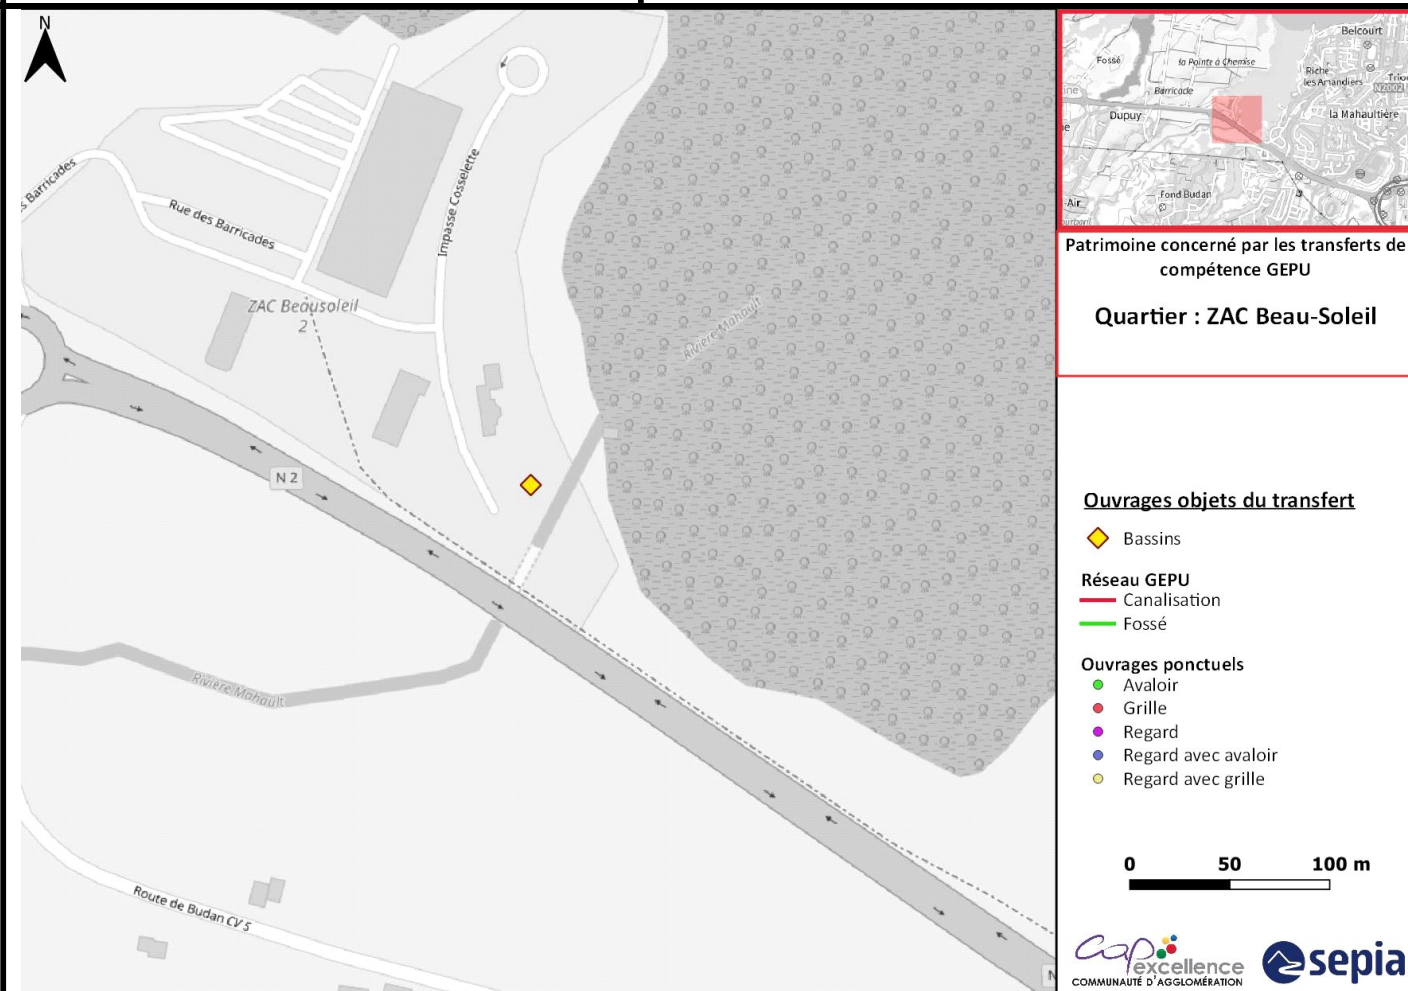 N
s Barricades
Rue des Barricades
Impasse Cosselette
ZAC Beausoleil
2
Rivière Mahault
N 2
Rivière Mahault
Route de Budan CV 5
N
Belcourt
Fossé
la Pointe à Chemise
Riche
les Amandiers
Barricade
N2002
Dupuy
la Mahaultière
Fond Budan
-Air
Patrimoine concerné par les transferts de
compétence GEPU
Quartier : ZAC Beau-Soleil
Ouvrages objets du transfert
Bassins
Réseau GEPU
Canalisation
Fossé
Ouvrages ponctuels
Avaloir
Grille
Regard
Regard avec avaloir
Regard avec grille
0 50 100 m
Cap excellence
COMMUNAUTÉ D'AGGLOMÉRATION
sepia